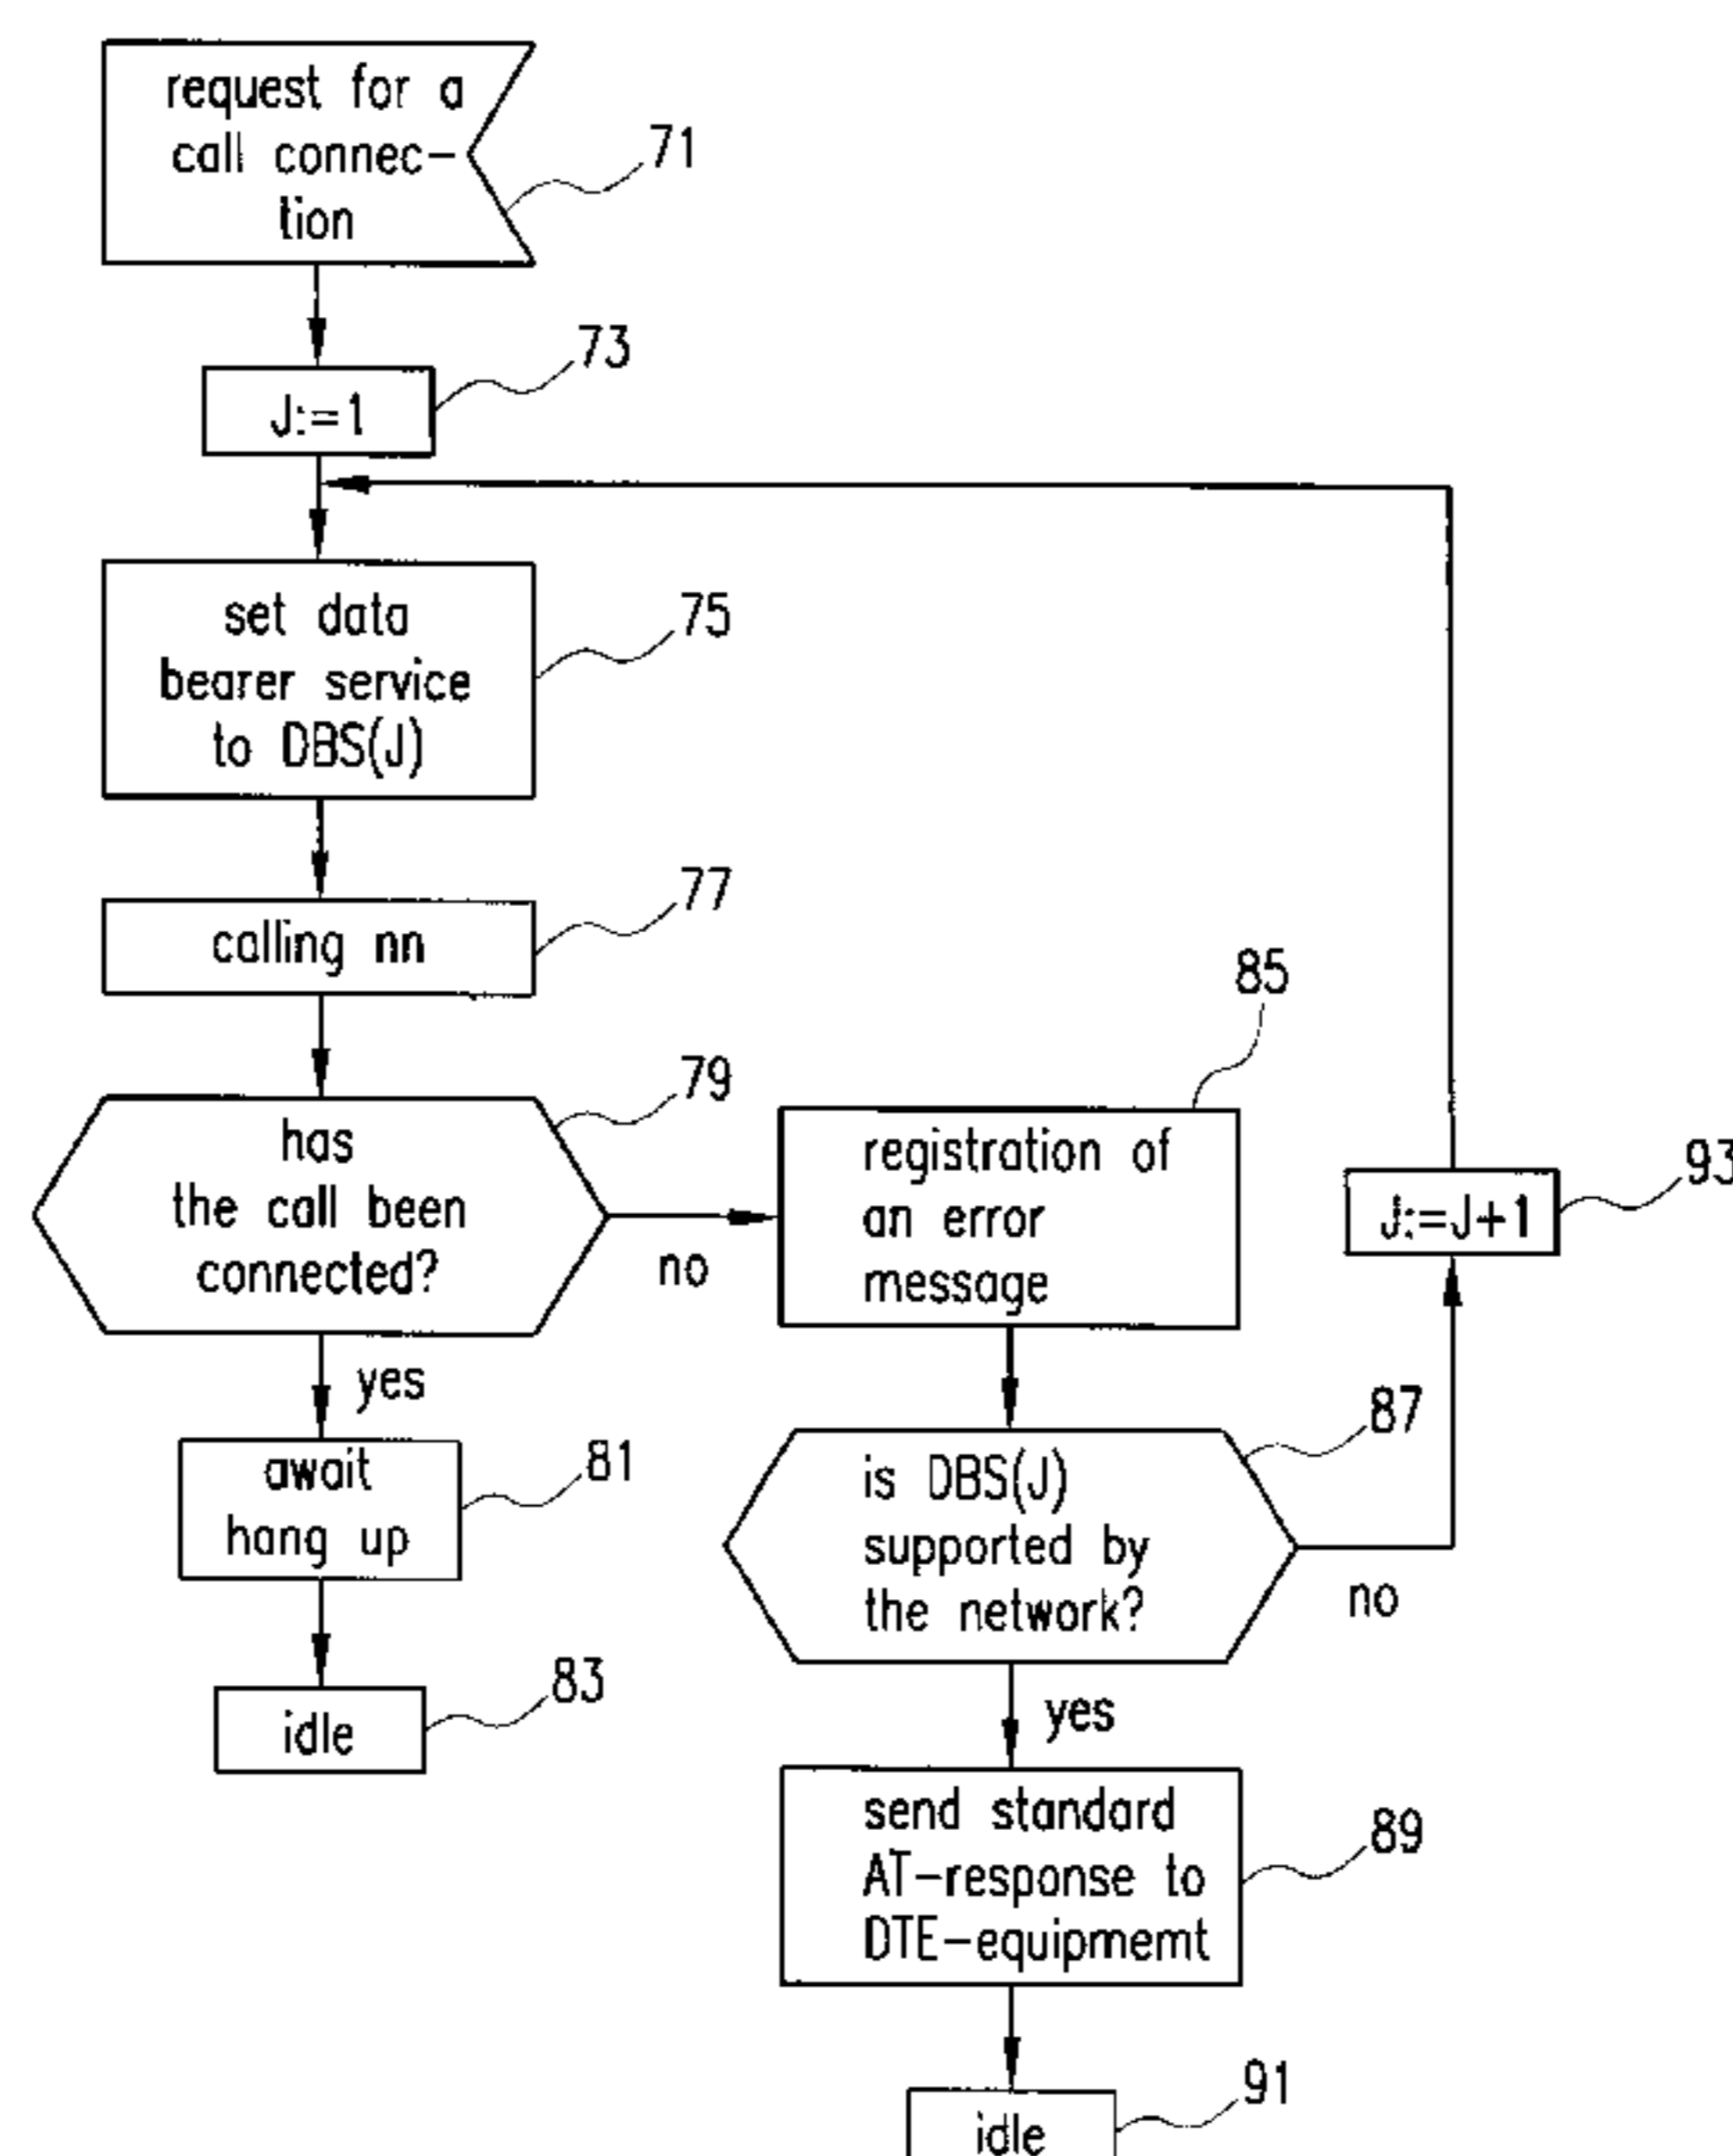 request for a
call connec-
tion
71
73
J:=1
set data
bearer service
to DBS(J)
75
calling nn
77
has
the call been
connected?
79
no
yes
await
hang up
81
idle
83
85
registration of
an error
message
is DBS(J)
supported by
the network?
87
no
J:=J+1
93
yes
send standard
AT-response to
DTE-equipmemt
89
idle
91